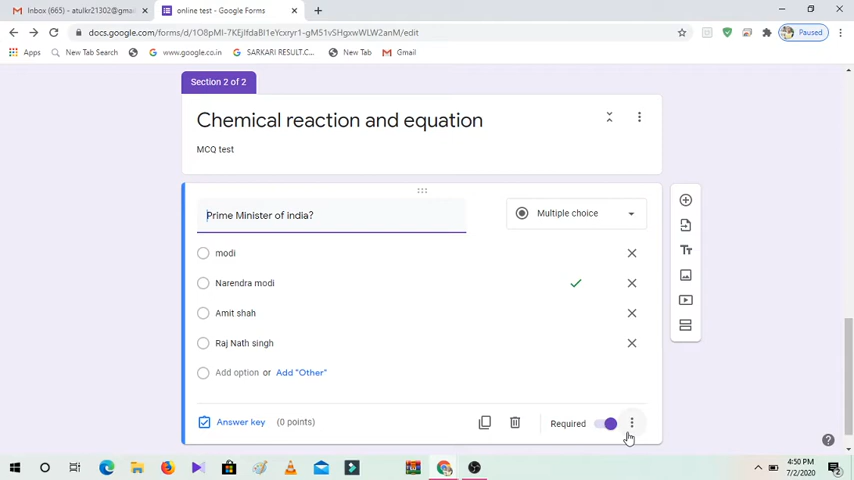 Inbox (665) - atulkr21302@gmai
online test - Google Forms
docs.google.com/forms/d/1O8pMI-7KEjIfdaBI1eYcxryr1-gM51vSHgxwWLW2anM/edit
Paused
Apps
New Tab Search
www.google.co.in
SARKARI RESULT.C...
New Tab
Gmail
Section 2 of 2
Chemical reaction and equation
MCQ test
Prime Minister of india?
Multiple choice
modi
Narendra modi
Amit shah
Raj Nath singh
Add option or Add "Other"
Answer key (0 points)
Required
4:50 PM
7/2/2020
2